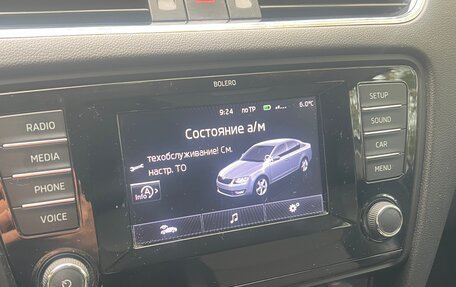 BOLERO
9:24 по ТР 6.0°C
Состояние а/м
техобслуживание! См.
настр. ТО
Info
RADIO
MEDIA
PHONE
VOICE
SETUP
SOUND
CAR
MENU